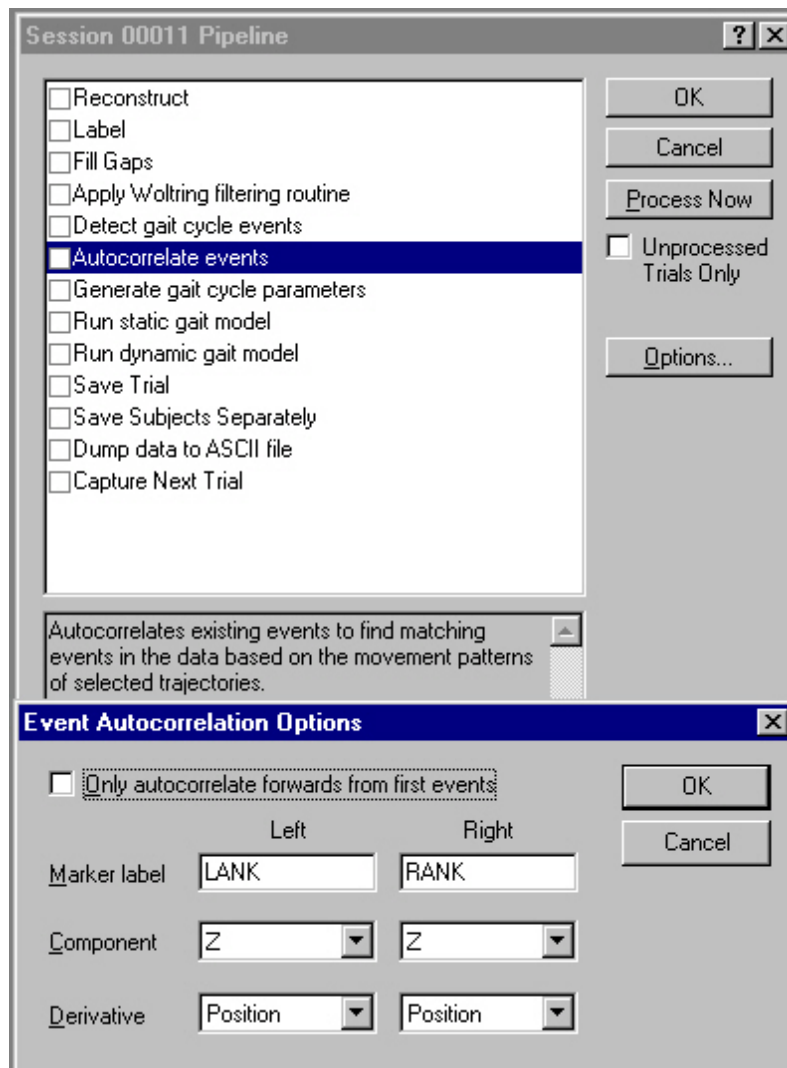 Session 00011 Pipeline
Reconstruct
Label
Fill Gaps
Apply Woltring filtering routine
Detect gait cycle events
Autocorrelate events
Generate gait cycle parameters
Run static gait model
Run dynamic gait model
Save Trial
Save Subjects Separately
Dump data to ASCII file
Capture Next Trial
OK
Cancel
Process Now
Unprocessed
Trials Only
Options...
Autocorrelates existing events to find matching
events in the data based on the movement patterns
of selected trajectories.
Event Autocorrelation Options
Only autocorrelate forwards from first events
OK
Cancel
Left Right
Marker label LANK RANK
Component Z Z
Derivative Position Position